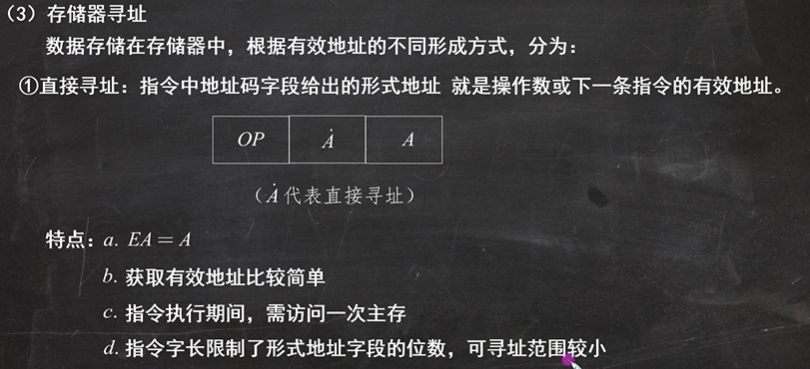 （3）存储器寻址
数据存储在存储器中，根据有效地址的不同形成方式，分为：
①直接寻址：指令中地址码字段给出的形式地址 就是操作数或下一条指令的有效地址。
OP Ȧ A
（Ȧ代表直接寻址）
特点：a. EA = A
b. 获取有效地址比较简单
c. 指令执行期间，需访问一次主存
d. 指令字长限制了形式地址字段的位数，可寻址范围较小